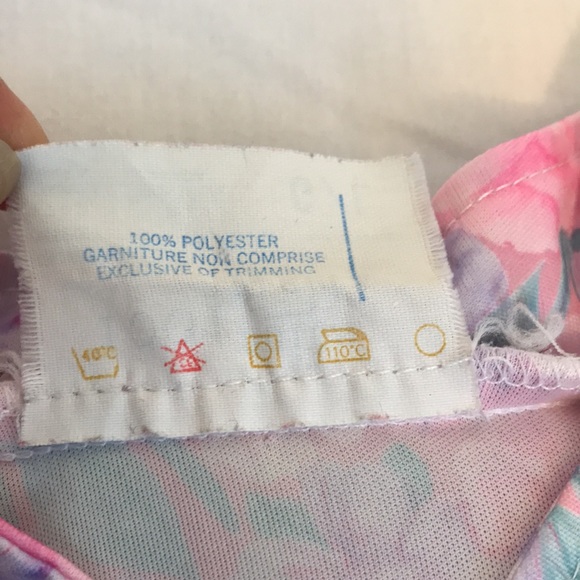 100% POLYESTER
GARNITURE NON COMPRISE
EXCLUSIVE OF TRIMMING
40°C 110°C